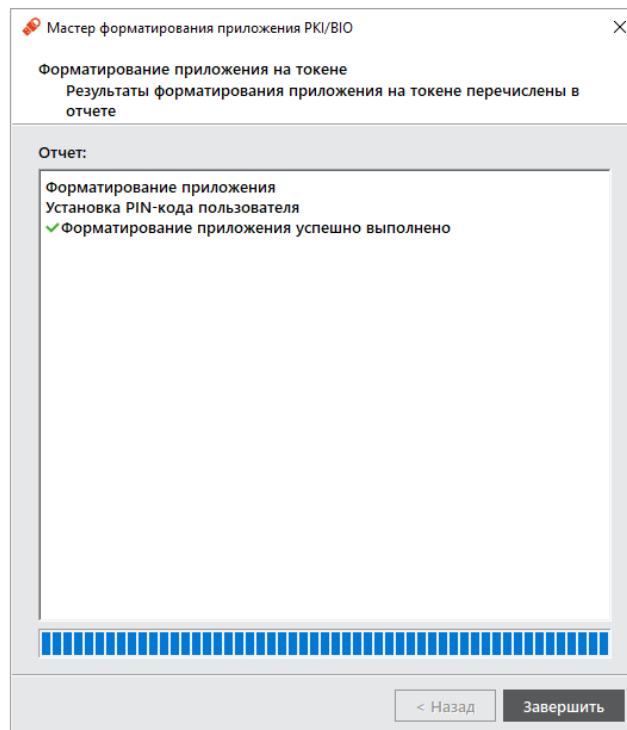 Мастер форматирования приложения PKI/BIO
Форматирование приложения на токене
Результаты форматирования приложения на токене перечислены в
отчете
Отчет:
Форматирование приложения
Установка PIN-кода пользователя
Форматирование приложения успешно выполнено
< Назад
Завершить